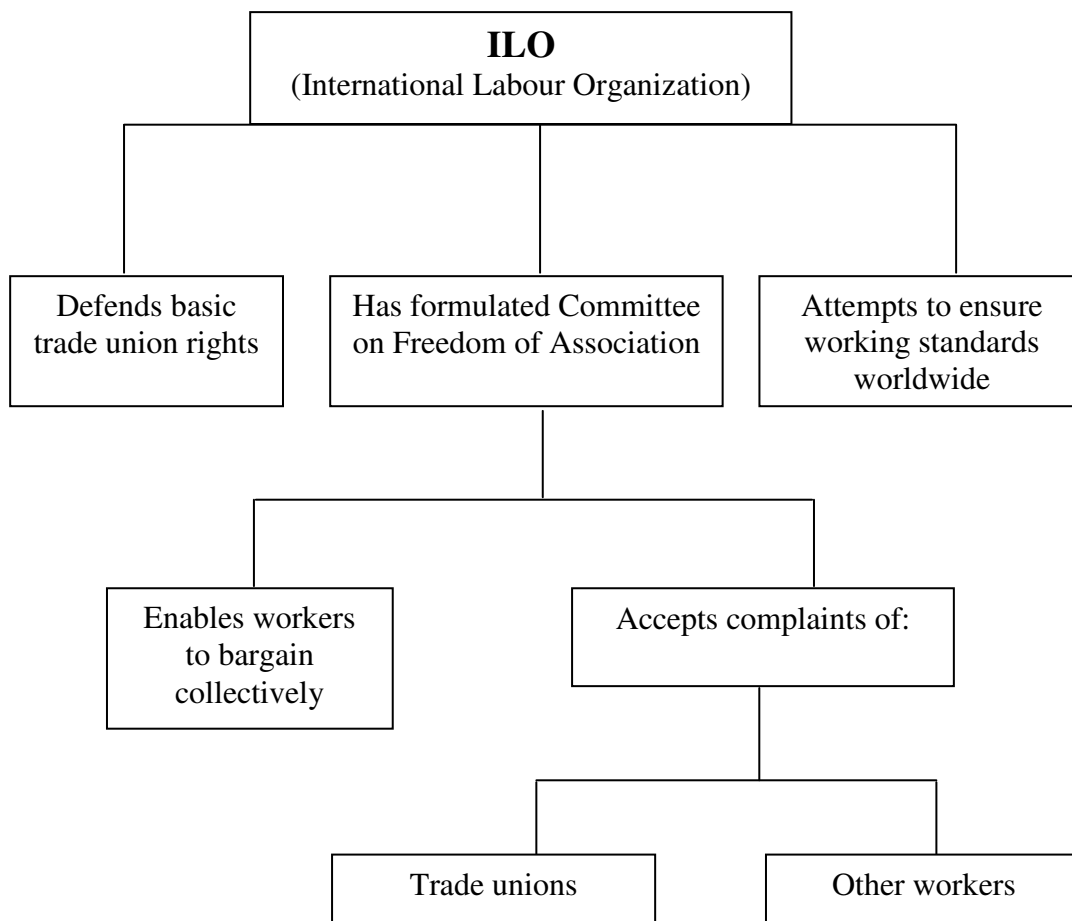 ILO
(International Labour Organization)
Defends basic
trade union rights
Has formulated Committee
on Freedom of Association
Attempts to ensure
working standards
worldwide
Enables workers
to bargain
collectively
Accepts complaints of:
Trade unions
Other workers